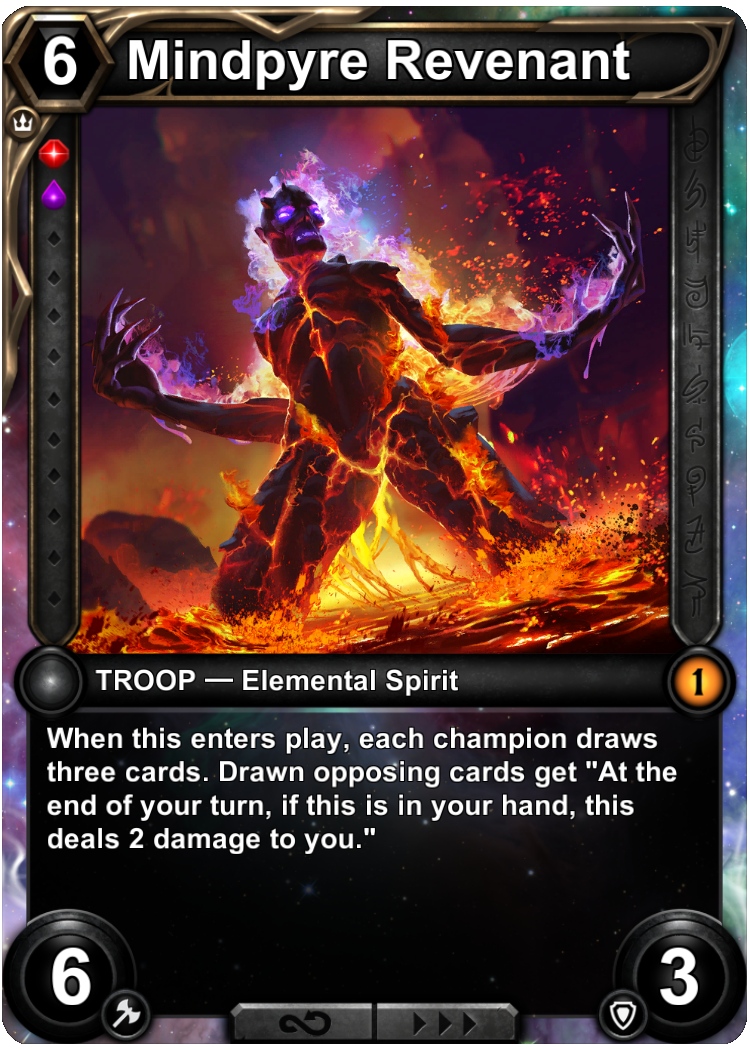 6 Mindpyre Revenant
TROOP — Elemental Spirit 1
When this enters play, each champion draws
three cards. Drawn opposing cards get "At the
end of your turn, if this is in your hand, this
deals 2 damage to you."
6 3